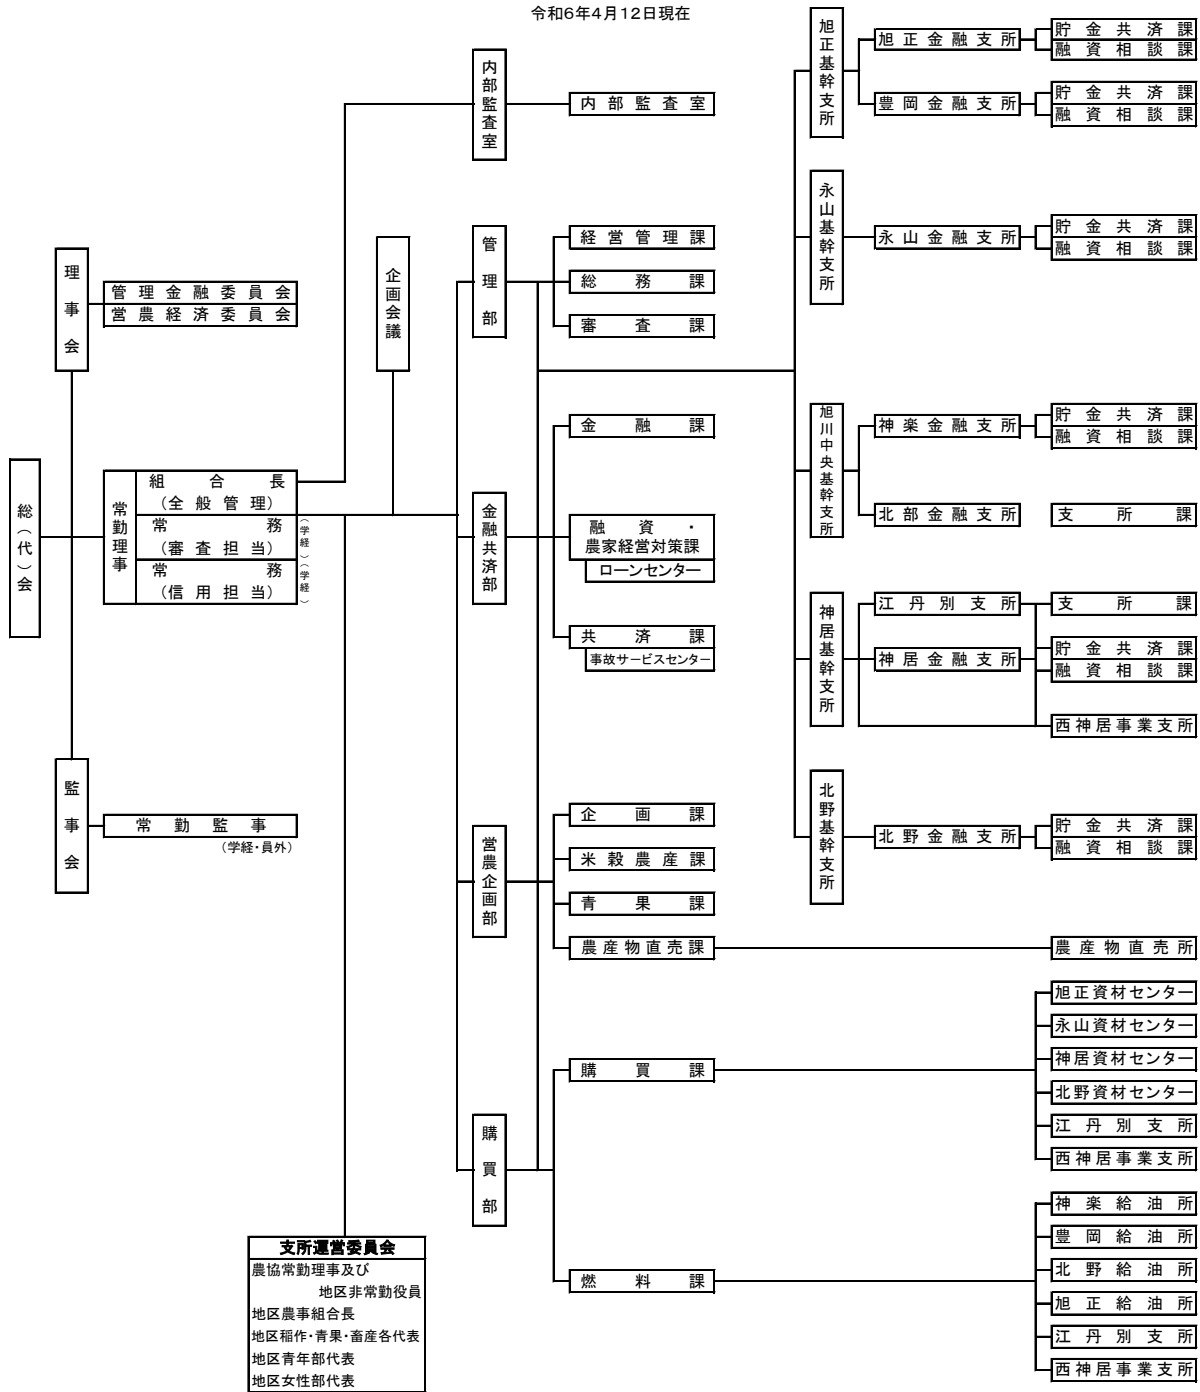 令和6年4月12日現在
総（代）会
理事会
管理金融委員会
営農経済委員会
常勤理事
組合長
（全般管理）
常務
（審査担当）
（学経）
常務
（信用担当）
（学経）
監事会
常勤監事
（学経・員外）
企画会議
支所運営委員会
農協常勤理事及び
地区非常勤役員
地区農事組合長
地区稲作・青果・畜産各代表
地区青年部代表
地区女性部代表
内部監査室
内部監査室
管理部
経営管理課
総務課
審査課
金融共済部
金融課
融資・
農家経営対策課
ローンセンター
共済課
事故サービスセンター
営農企画部
企画課
米穀農産課
青果課
農産物直売課
農産物直売所
購買部
購買課
旭正資材センター
永山資材センター
神居資材センター
北野資材センター
江丹別支所
西神居事業支所
燃料課
神楽給油所
豊岡給油所
北野給油所
旭正給油所
江丹別支所
西神居事業支所
旭正基幹支所
旭正金融支所
貯金共済課
融資相談課
豊岡金融支所
貯金共済課
融資相談課
永山基幹支所
永山金融支所
貯金共済課
融資相談課
旭川中央基幹支所
神楽金融支所
貯金共済課
融資相談課
北部金融支所
支所課
神居基幹支所
江丹別支所
支所課
神居金融支所
貯金共済課
融資相談課
西神居事業支所
北野基幹支所
北野金融支所
貯金共済課
融資相談課